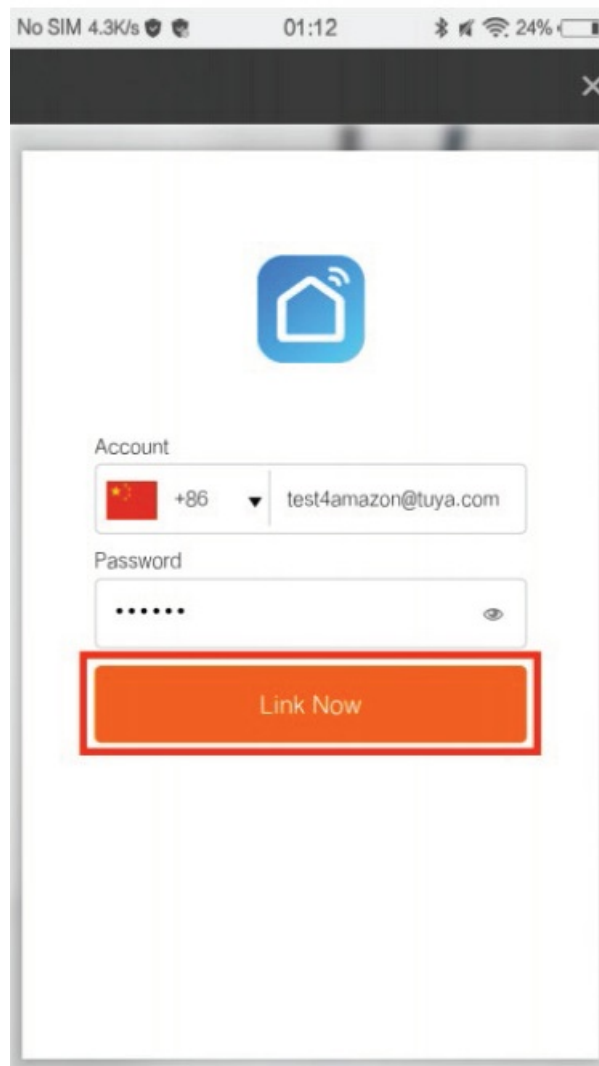 No SIM 4.3K/s 01:12 24%
Account
+86 test4amazon@tuya.com
Password
••••••
Link Now